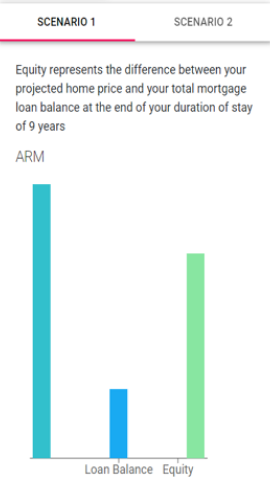 SCENARIO 1 SCENARIO 2
Equity represents the difference between your
projected home price and your total mortgage
loan balance at the end of your duration of stay
of 9 years
ARM
Loan Balance Equity